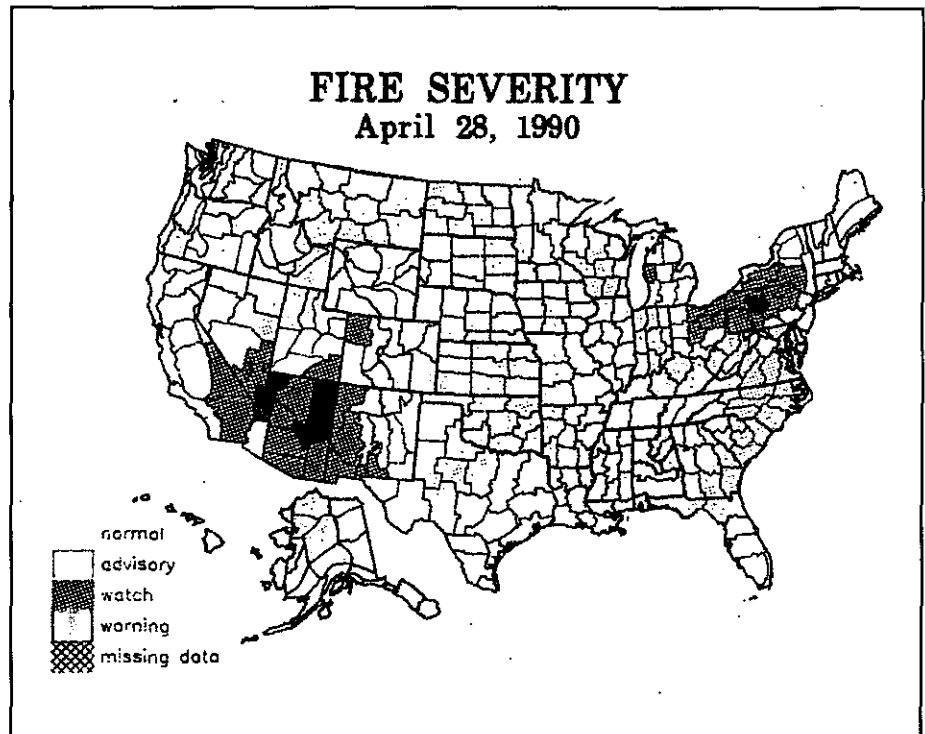 FIRE SEVERITY
April 28, 1990
normal
advisory
watch
warning
missing data